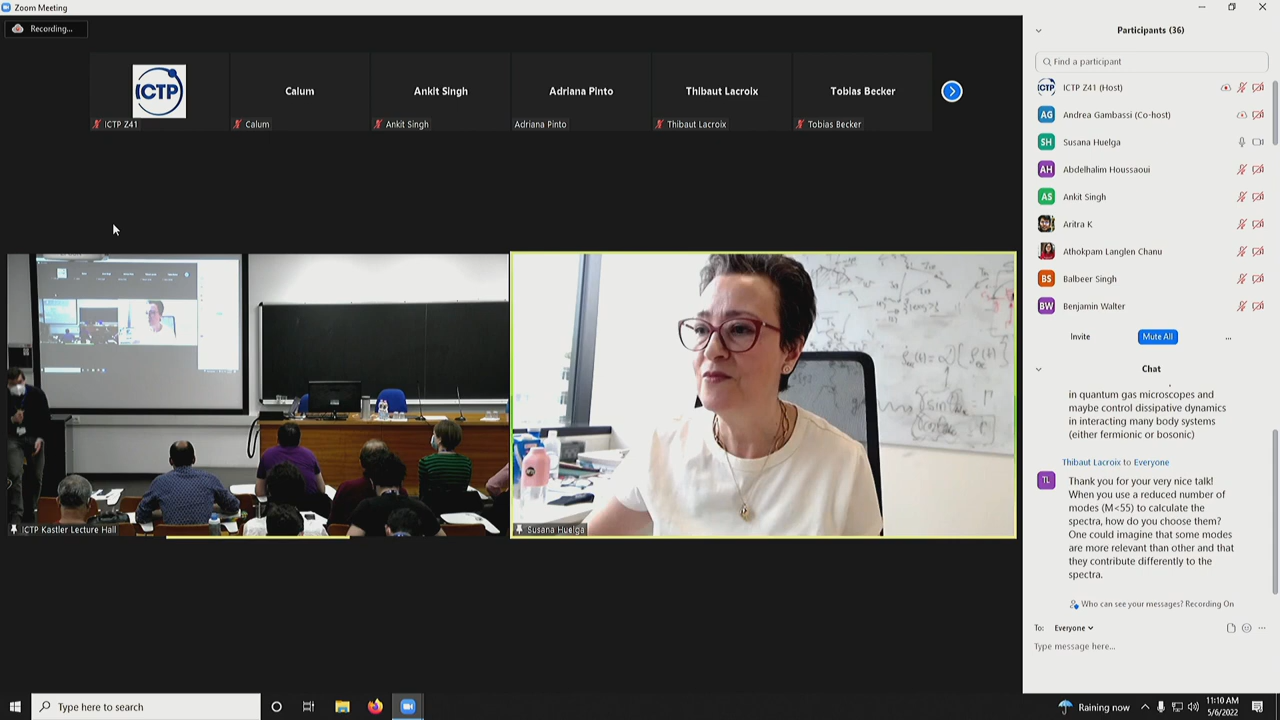 Zoom Meeting
Recording...
Participants (36)
Find a participant
ICTP
Calum
Ankit Singh
Adriana Pinto
Thibaut Lacroix
Tobias Becker
ICTP Z41
Calum
Ankit Singh
Adriana Pinto
Thibaut Lacroix
Tobias Becker
ICTP Z41 (Host)
AG Andrea Gambassi (Co-host)
SH Susana Huelga
AH Abdelhalim Houssaoui
AS Ankit Singh
Aritra K
Athokpam Langlen Chanu
BS Balbeer Singh
BW Benjamin Walter
Invite
Mute All
...
Chat
in quantum gas microscopes and
maybe control dissipative dynamics
in interacting many body systems
(either fermionic or bosonic)
Thibaut Lacroix to Everyone
TL
Thank you for your very nice talk!
When you use a reduced number of
modes (M<55) to calculate the
spectra, how do you choose them?
One could imagine that some modes
are more relevant than other and that
they contribute differently to the
spectra.
ICTP Kastler Lecture Hall
Susana Huelga
Who can see your messages? Recording On
To: Everyone
Type message here...
Type here to search
Raining now
11:10 AM
5/6/2022